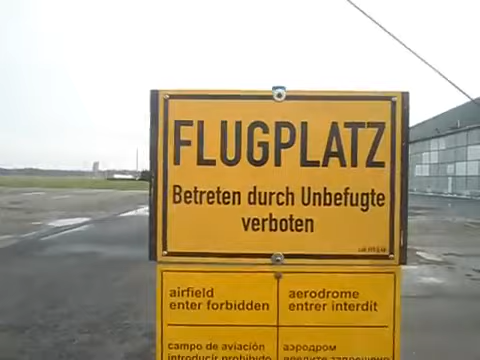 FLUGPLATZ
Betreten durch Unbefugte
verboten
airfield
enter forbidden
aerodrome
entrer interdit
campo de aviación
introducir prohibido
аэродром